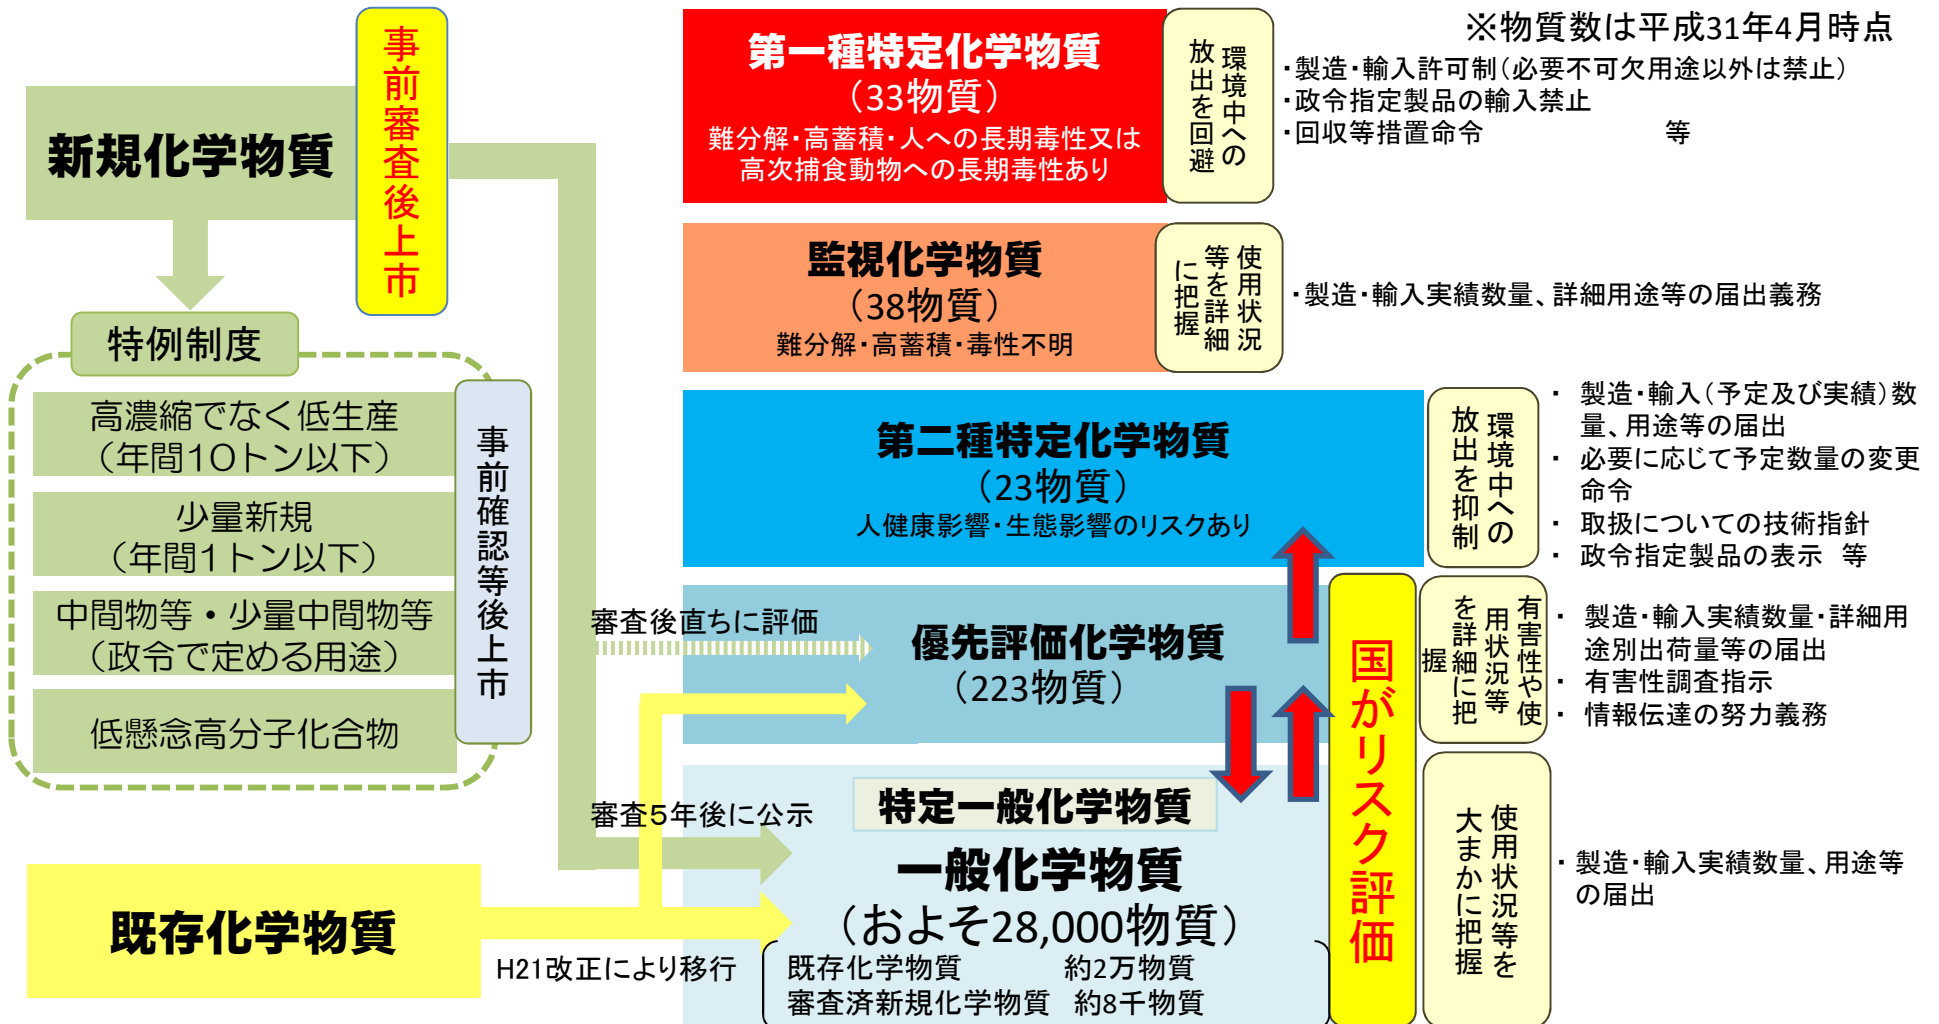 ※物質数は平成31年4月時点
新規化学物質
事前審査後上市
特例制度
高濃縮でなく低生産
（年間10トン以下）
少量新規
（年間1トン以下）
中間物等・少量中間物等
（政令で定める用途）
低懸念高分子化合物
事前確認等後上市
既存化学物質
H21改正により移行
審査後直ちに評価
審査5年後に公示
第一種特定化学物質
（33物質）
難分解・高蓄積・人への長期毒性又は
高次捕食動物への長期毒性あり
環境中への
放出を回避
・製造・輸入許可制（必要不可欠用途以外は禁止）
・政令指定製品の輸入禁止
・回収等措置命令　等
監視化学物質
（38物質）
難分解・高蓄積・毒性不明
使用状況
等を詳細
に把握
・製造・輸入実績数量、詳細用途等の届出義務
第二種特定化学物質
（23物質）
人健康影響・生態影響のリスクあり
環境中への
放出を抑制
・ 製造・輸入（予定及び実績）数
量、用途等の届出
・ 必要に応じて予定数量の変更
命令
・ 取扱についての技術指針
・ 政令指定製品の表示　等
優先評価化学物質
（223物質）
国がリスク評価
有害性や使
用状況等
を詳細に把
握
・ 製造・輸入実績数量・詳細用
途別出荷量等の届出
・ 有害性調査指示
・ 情報伝達の努力義務
特定一般化学物質
一般化学物質
（およそ28,000物質）
既存化学物質　約2万物質
審査済新規化学物質　約8千物質
使用状況等を
大まかに把握
・ 製造・輸入実績数量、用途等
の届出